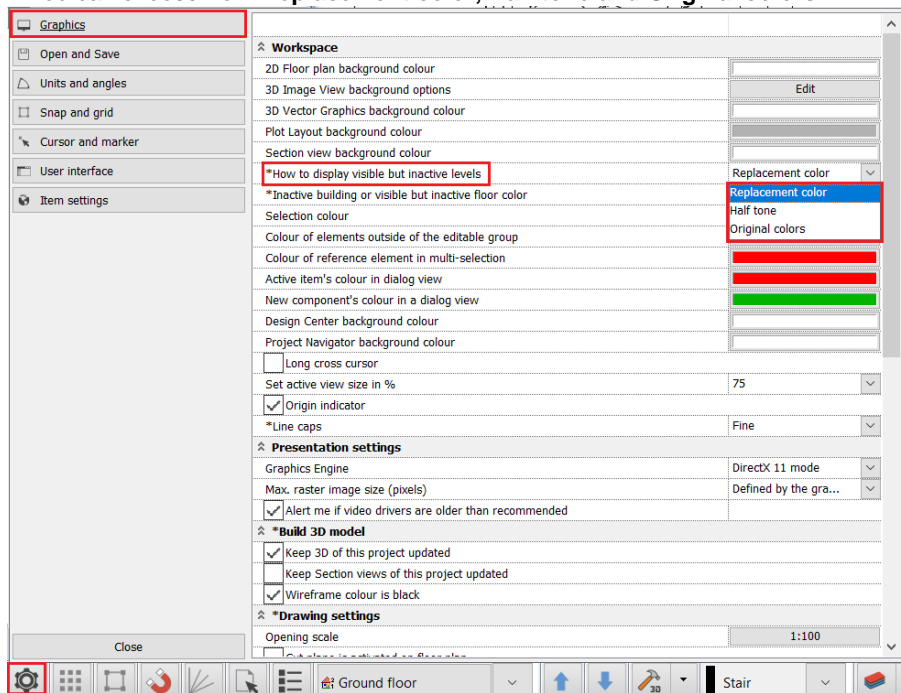 Graphics
Open and Save
Units and angles
Snap and grid
Cursor and marker
User interface
Item settings
Close
Workspace
2D Floor plan background colour
3D Image View background options Edit
3D Vector Graphics background colour
Plot Layout background colour
Section view background colour
*How to display visible but inactive levels Replacement color
*Inactive building or visible but inactive floor color Replacement color
Half tone
Selection colour
Original colors
Colour of elements outside of the editable group
Colour of reference element in multi-selection
Active item's colour in dialog view
New component's colour in a dialog view
Design Center background colour
Project Navigator background colour
Long cross cursor
Set active view size in % 75
Origin indicator
*Line caps Fine
Presentation settings
Graphics Engine DirectX 11 mode
Max. raster image size (pixels) Defined by the gra...
Alert me if video drivers are older than recommended
*Build 3D model
Keep 3D of this project updated
Keep Section views of this project updated
Wireframe colour is black
*Drawing settings
Opening scale 1:100
Ground floor 3D Stair